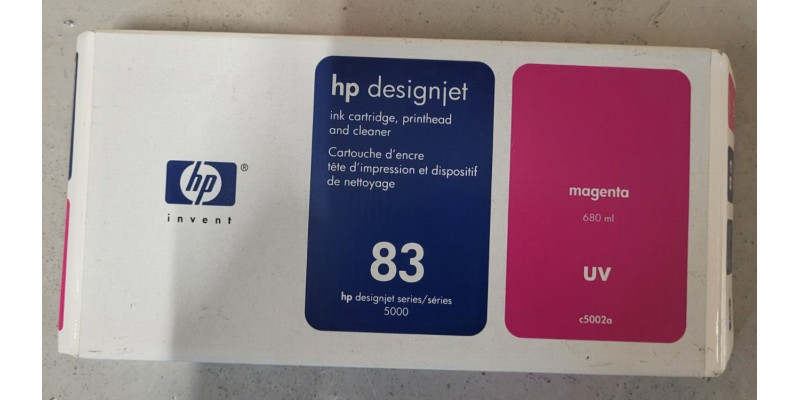 hp
®
invent
hp designjet
ink cartridge, printhead
and cleaner
Cartouche d'encre
tête d'impression et dispositif
de nettoyage
83
hp designjet series/séries
5000
magenta
680 ml
UV
c5002a